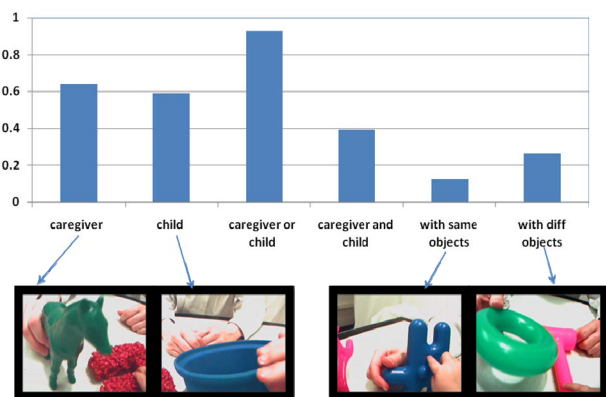 1
0.8
0.6
0.4
0.2
0
caregiver
child
caregiver or
child
caregiver and
child
with same
objects
with diff
objects